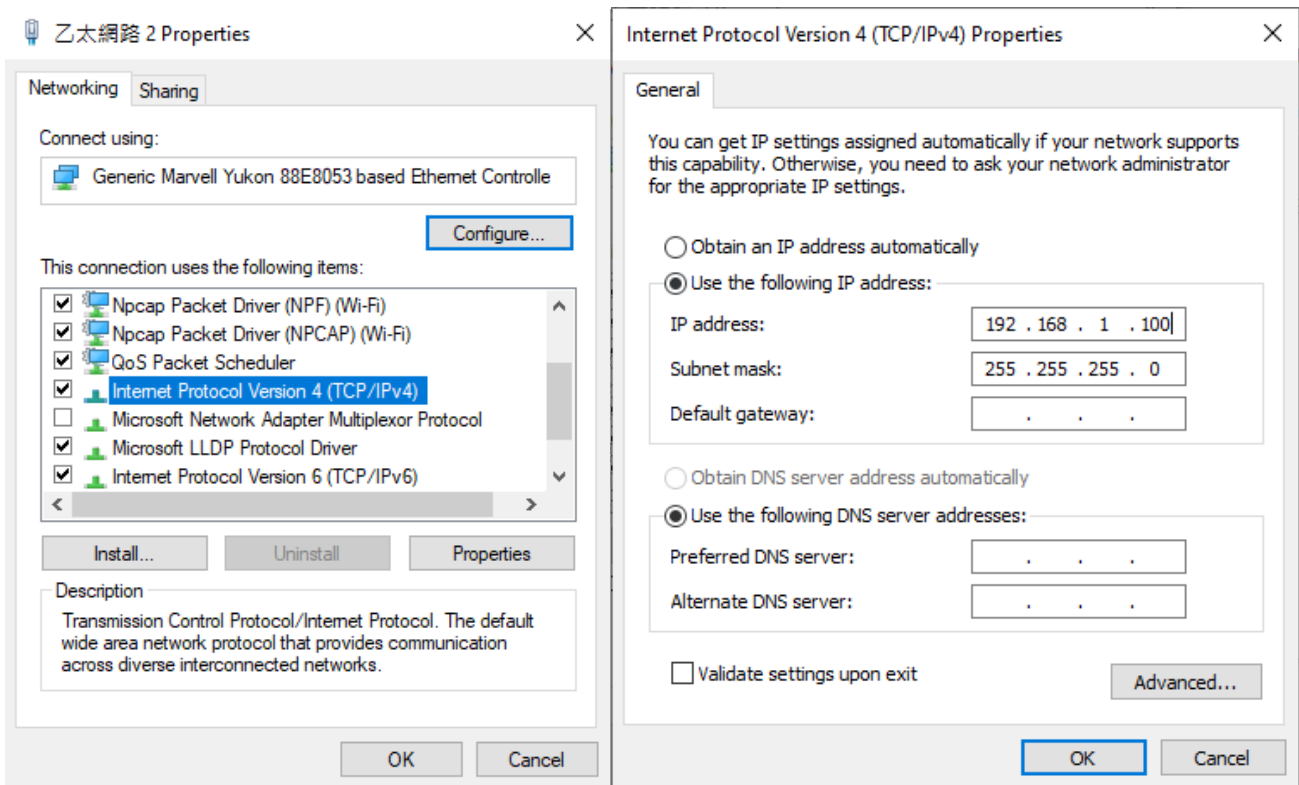 乙太網路 2 Properties
Networking
Sharing
Connect using:
Generic Marvell Yukon 88E8053 based Ethernet Controlle
Configure...
This connection uses the following items:
Npcap Packet Driver (NPF) (Wi-Fi)
Npcap Packet Driver (NPCAP) (Wi-Fi)
QoS Packet Scheduler
Internet Protocol Version 4 (TCP/IPv4)
Microsoft Network Adapter Multiplexor Protocol
Microsoft LLDP Protocol Driver
Internet Protocol Version 6 (TCP/IPv6)
Install...
Uninstall
Properties
Description
Transmission Control Protocol/Internet Protocol. The default
wide area network protocol that provides communication
across diverse interconnected networks.
OK
Cancel
Internet Protocol Version 4 (TCP/IPv4) Properties
General
You can get IP settings assigned automatically if your network supports
this capability. Otherwise, you need to ask your network administrator
for the appropriate IP settings.
Obtain an IP address automatically
Use the following IP address:
IP address:
192 . 168 . 1 . 100
Subnet mask:
255 . 255 . 255 . 0
Default gateway:
. . .
Obtain DNS server address automatically
Use the following DNS server addresses:
Preferred DNS server:
. . .
Alternate DNS server:
. . .
Validate settings upon exit
Advanced...
OK
Cancel